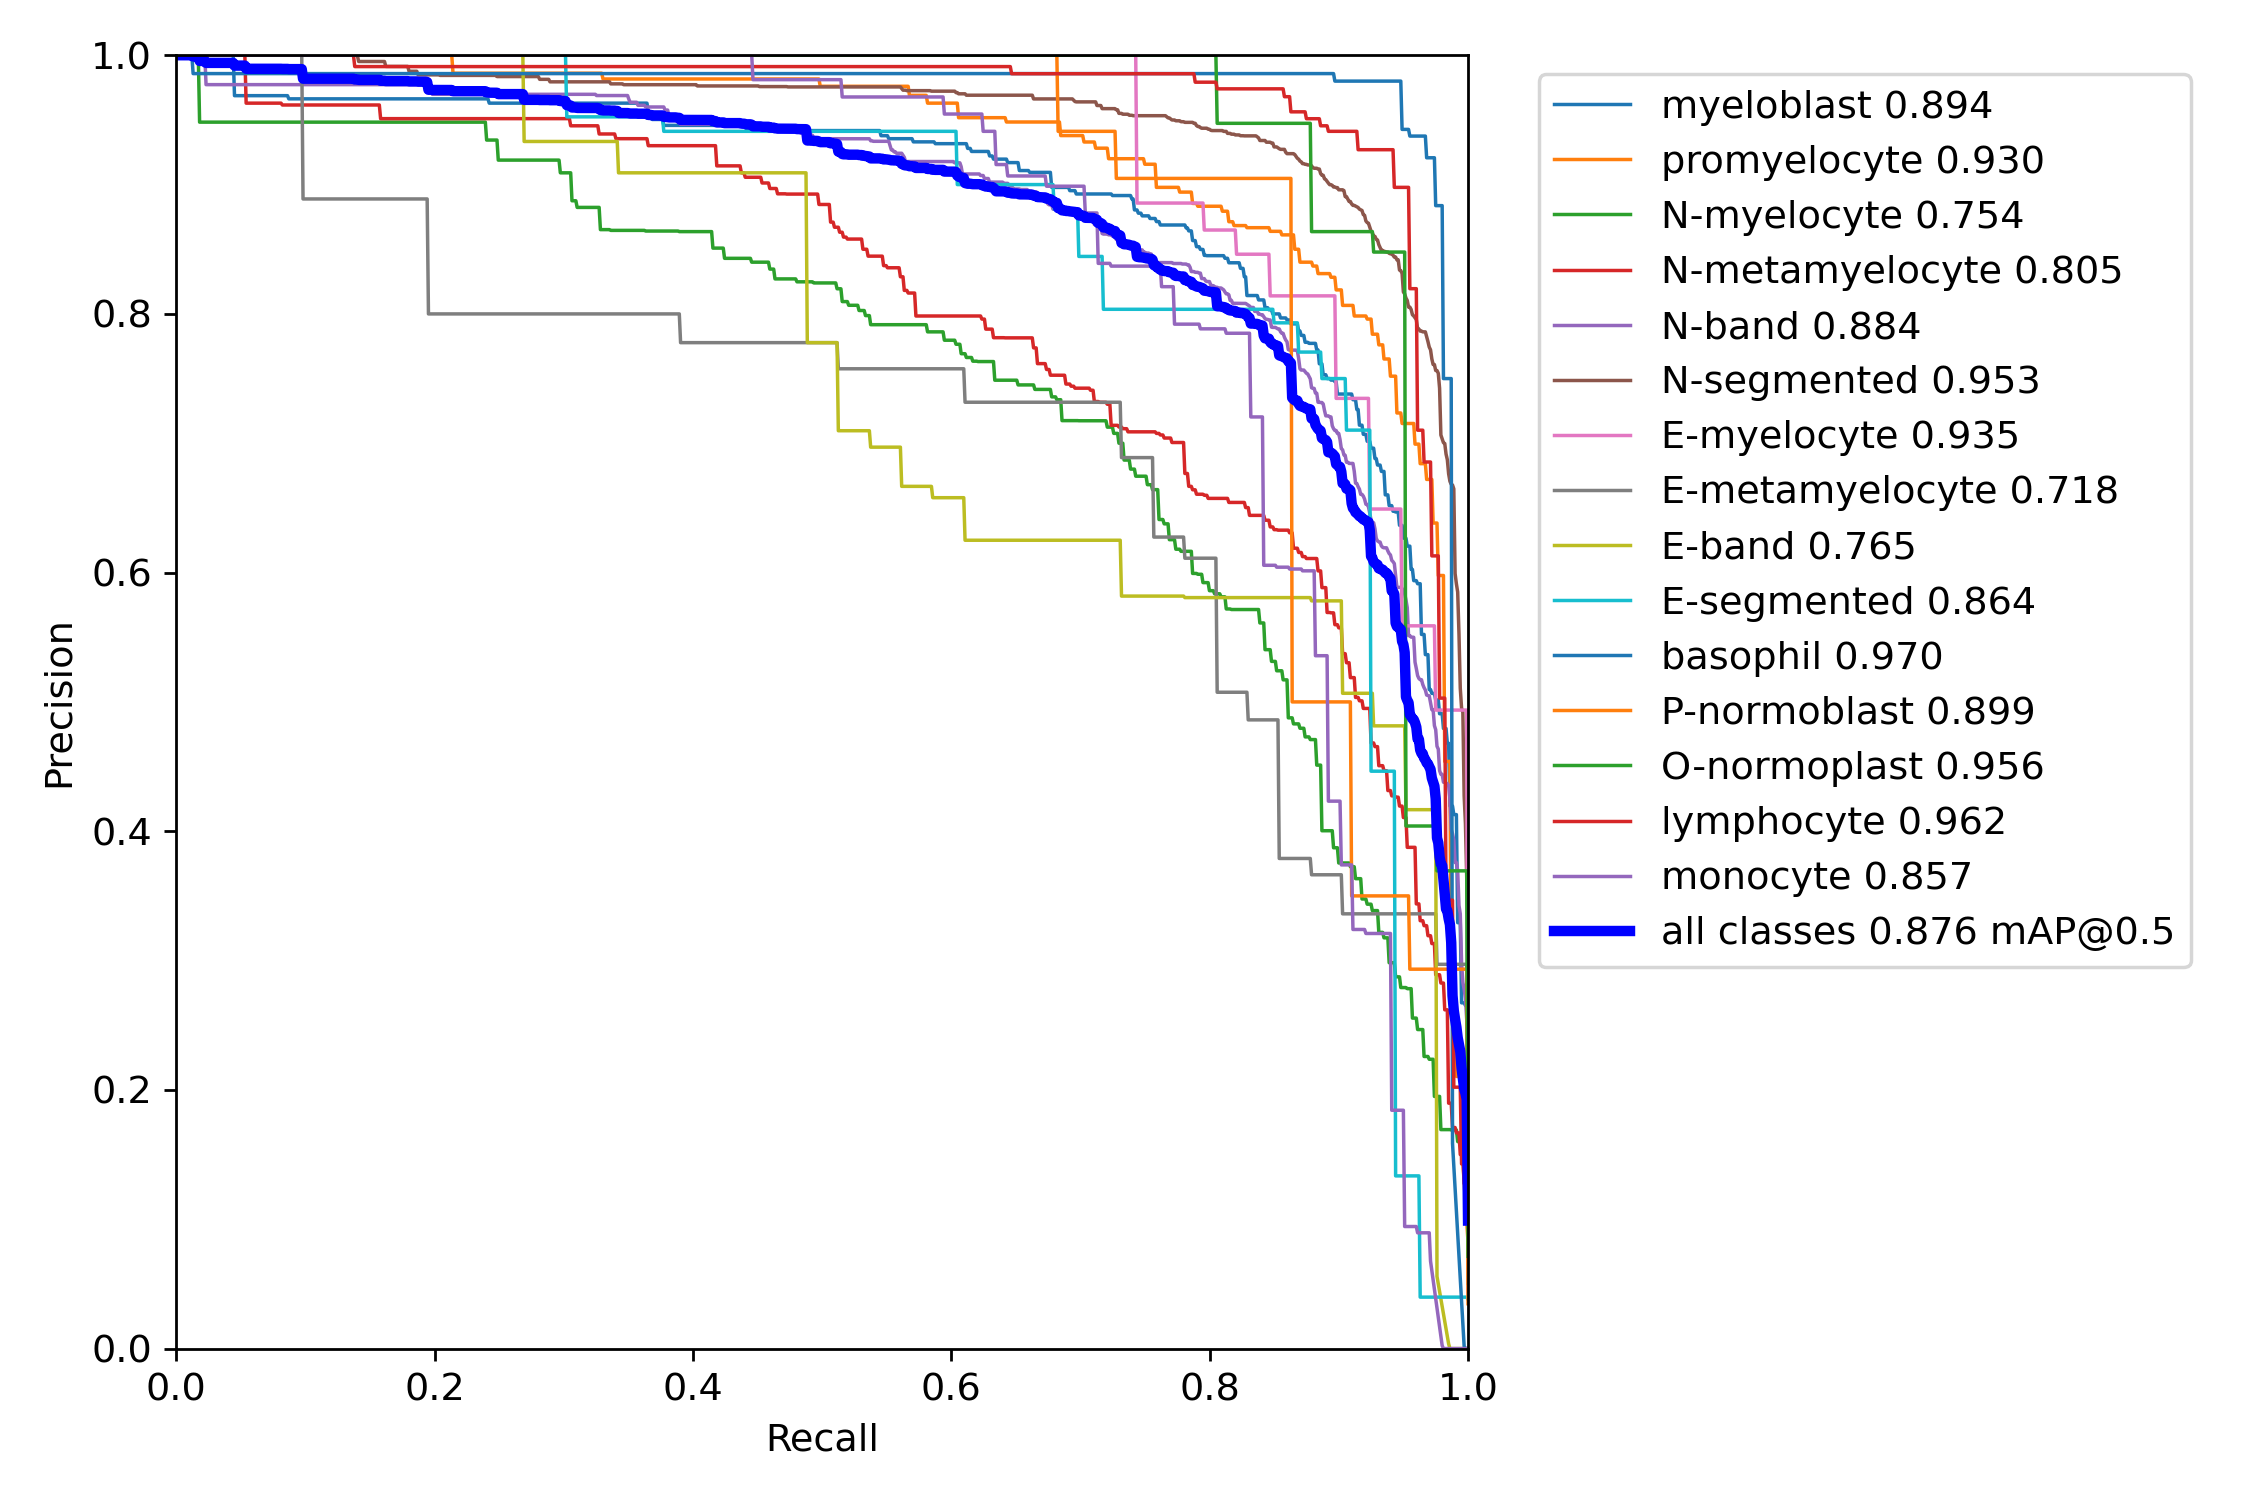 1.0
0.8
0.6
0.4
0.2
0.0
Precision
0.0 0.2 0.4 0.6 0.8 1.0
Recall
myeloblast 0.894
promyelocyte 0.930
N-myelocyte 0.754
N-metamyelocyte 0.805
N-band 0.884
N-segmented 0.953
E-myelocyte 0.935
E-metamyelocyte 0.718
E-band 0.765
E-segmented 0.864
basophil 0.970
P-normoblast 0.899
O-normoplast 0.956
lymphocyte 0.962
monocyte 0.857
all classes 0.876 mAP@0.5